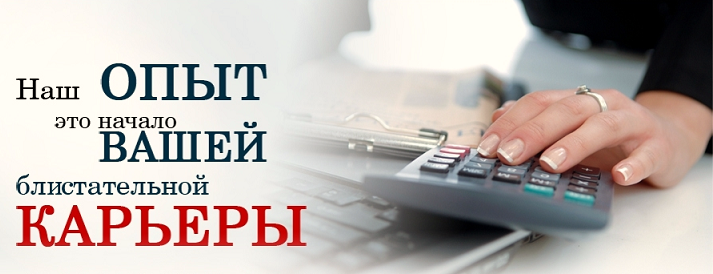 Наш ОПЫТ
это начало
ВАШЕЙ
блистательной
КАРЬЕРЫ